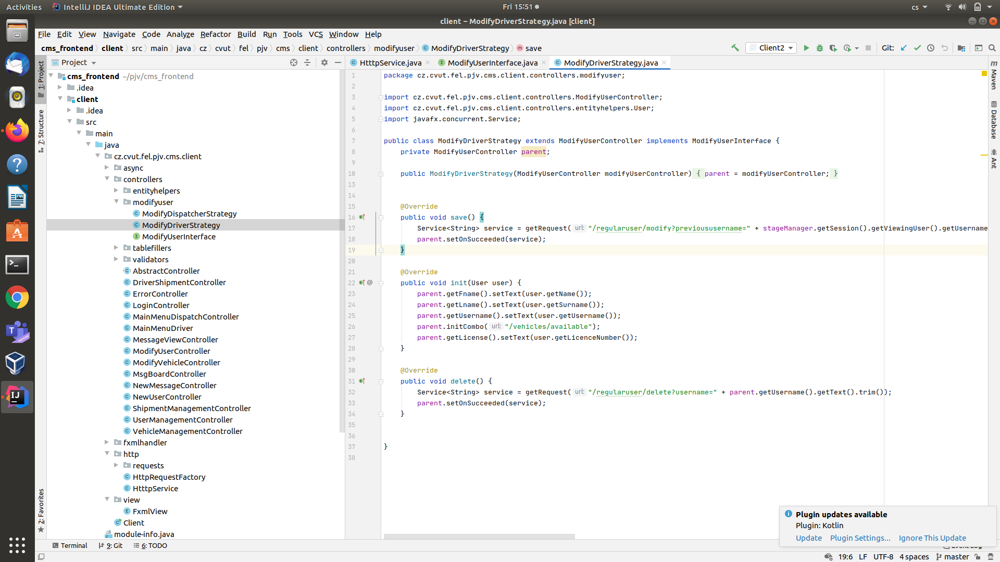 Activities IntelliJ IDEA Ultimate Edition Fri 15:51 cs
client – ModifyDriverStrategy.java [client]
File Edit View Navigate Code Analyze Refactor Build Run Tools VCS Window Help
cms_frontend client src main java cz cvut fel pjv cms client controllers modifyuser ModifyDriverStrategy save Client2 Git:
Project HtttpService.java ModifyUserInterface.java ModifyDriverStrategy.java
1: Project
7: Structure
2: Favorites
cms_frontend ~/pjv/cms_frontend
.idea
client
.idea
src
main
java
cz.cvut.fel.pjv.cms.client
async
controllers
entityhelpers
modifyuser
ModifyDispatcherStrategy
ModifyDriverStrategy
ModifyUserInterface
tablefillers
validators
AbstractController
DriverShipmentController
ErrorController
LoginController
MainMenuDispatchController
MainMenuDriver
MessageViewController
ModifyUserController
ModifyVehicleController
MsgBoardController
NewMessageController
NewUserController
ShipmentManagementController
UserManagementController
VehicleManagementController
fxmlhandler
http
requests
HttpRequestFactory
HtttpService
view
FxmlView
Client
module-info.java
1 package cz.cvut.fel.pjv.cms.client.controllers.modifyuser;
2
3 import cz.cvut.fel.pjv.cms.client.controllers.ModifyUserController;
4 import cz.cvut.fel.pjv.cms.client.controllers.entityhelpers.User;
5 import javafx.concurrent.Service;
6
7 public class ModifyDriverStrategy extends ModifyUserController implements ModifyUserInterface {
8 private ModifyUserController parent;
9
10 public ModifyDriverStrategy(ModifyUserController modifyUserController) { parent = modifyUserController; }
13
14
15 @Override
16 public void save() {
17 Service<String> service = getRequest( url: "/regularuser/modify?previoususername=" + stageManager.getSession().getViewingUser().getUsername
18 parent.setOnSucceeded(service);
19 }
20
21 @Override
22 @ public void init(User user) {
23 parent.getFname().setText(user.getName());
24 parent.getLname().setText(user.getSurname());
25 parent.getUsername().setText(user.getUsername());
26 parent.initCombo( url: "/vehicles/available");
27 parent.getLicense().setText(user.getLicenceNumber());
28 }
29
30 @Override
31 public void delete() {
32 Service<String> service = getRequest( url: "/regularuser/delete?username=" + parent.getUsername().getText().trim());
33 parent.setOnSucceeded(service);
34 }
35
36
37 }
38
m Maven
Database
Ant
Plugin updates available
Plugin: Kotlin
Update Plugin Settings... Ignore This Update
Terminal 9: Git 6: TODO Event Log
19:6 LF UTF-8 4 spaces master